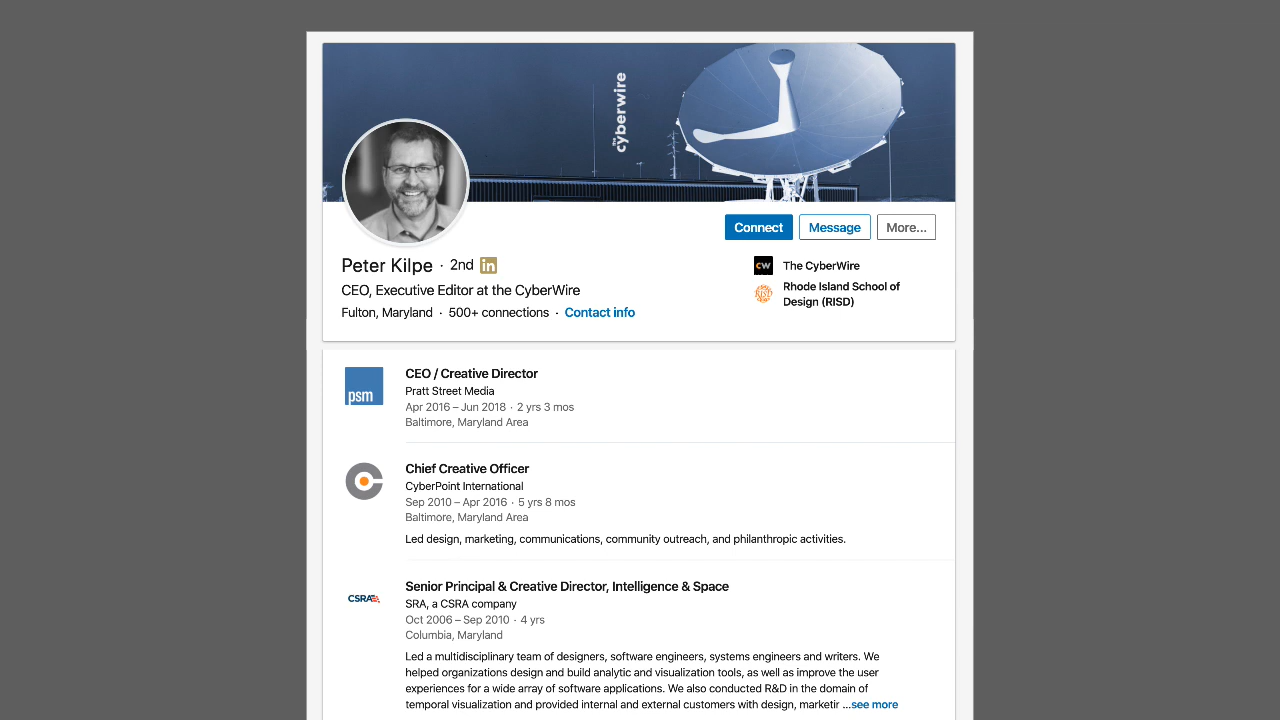 the cyberwire
Connect
Message
More...
Peter Kilpe · 2nd in
CEO, Executive Editor at the CyberWire
Fulton, Maryland · 500+ connections · Contact info
CW The CyberWire
RISD Rhode Island School of
Design (RISD)
psm
CEO / Creative Director
Pratt Street Media
Apr 2016 – Jun 2018 · 2 yrs 3 mos
Baltimore, Maryland Area
Chief Creative Officer
CyberPoint International
Sep 2010 – Apr 2016 · 5 yrs 8 mos
Baltimore, Maryland Area
Led design, marketing, communications, community outreach, and philanthropic activities.
CSRA
Senior Principal & Creative Director, Intelligence & Space
SRA, a CSRA company
Oct 2006 – Sep 2010 · 4 yrs
Columbia, Maryland
Led a multidisciplinary team of designers, software engineers, systems engineers and writers. We
helped organizations design and build analytic and visualization tools, as well as improve the user
experiences for a wide array of software applications. We also conducted R&D in the domain of
temporal visualization and provided internal and external customers with design, marketir ...see more